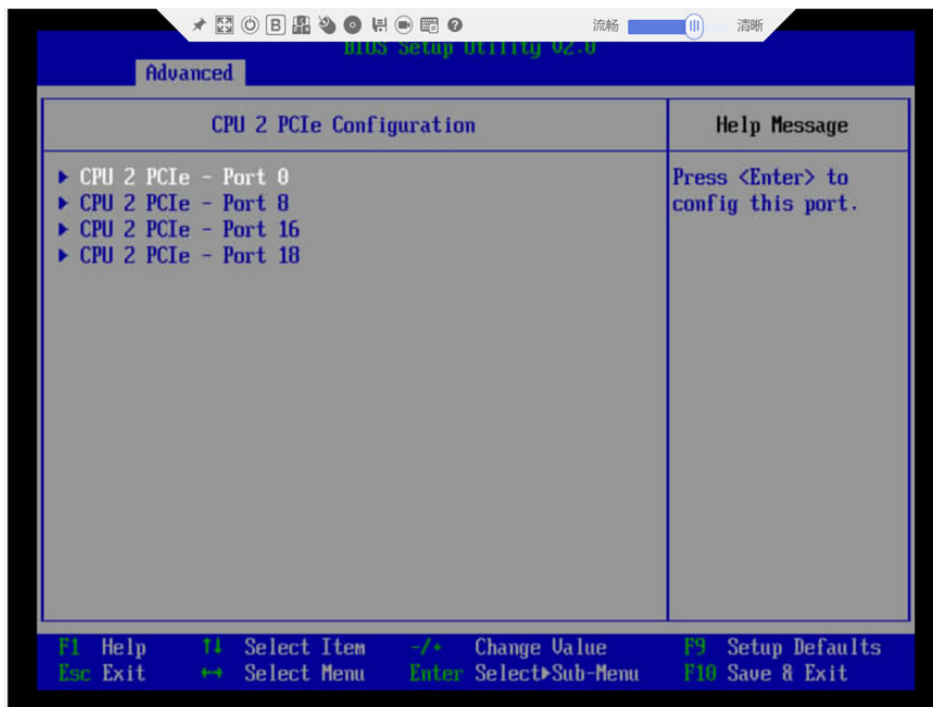 流畅 清晰
BIOS Setup Utility V2.0
Advanced
CPU 2 PCIe Configuration
Help Message
▶ CPU 2 PCIe - Port 0
▶ CPU 2 PCIe - Port 8
▶ CPU 2 PCIe - Port 16
▶ CPU 2 PCIe - Port 18
Press <Enter> to
config this port.
F1 Help ↑↓ Select Item -/+ Change Value F9 Setup Defaults
Esc Exit ←→ Select Menu Enter Select▶Sub-Menu F10 Save & Exit